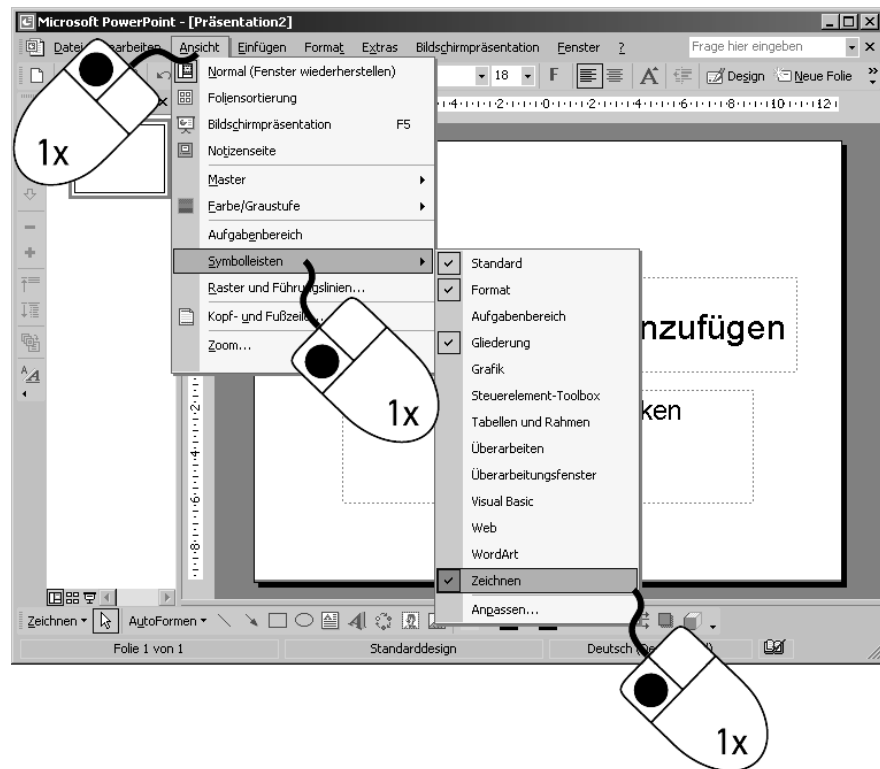 Microsoft PowerPoint - [Präsentation2]
Datei Bearbeiten Ansicht Einfügen Format Extras Bildschirmpräsentation Fenster ? Frage hier eingeben
18 F Design Neue Folie
Normal (Fenster wiederherstellen)
Foliensortierung
Bildschirmpräsentation F5
Notizenseite
Master
Farbe/Graustufe
Aufgabenbereich
Symbolleisten
Raster und Führungslinien...
Kopf- und Fußzeile...
Zoom...
Standard
Format
Aufgabenbereich
Gliederung
Grafik
Steuerelement-Toolbox
Tabellen und Rahmen
Überarbeiten
Überarbeitungsfenster
Visual Basic
Web
WordArt
Zeichnen
Anpassen...
nzufügen
ken
1x
1x
1x
Zeichnen AutoFormen
Folie 1 von 1 Standarddesign Deutsch